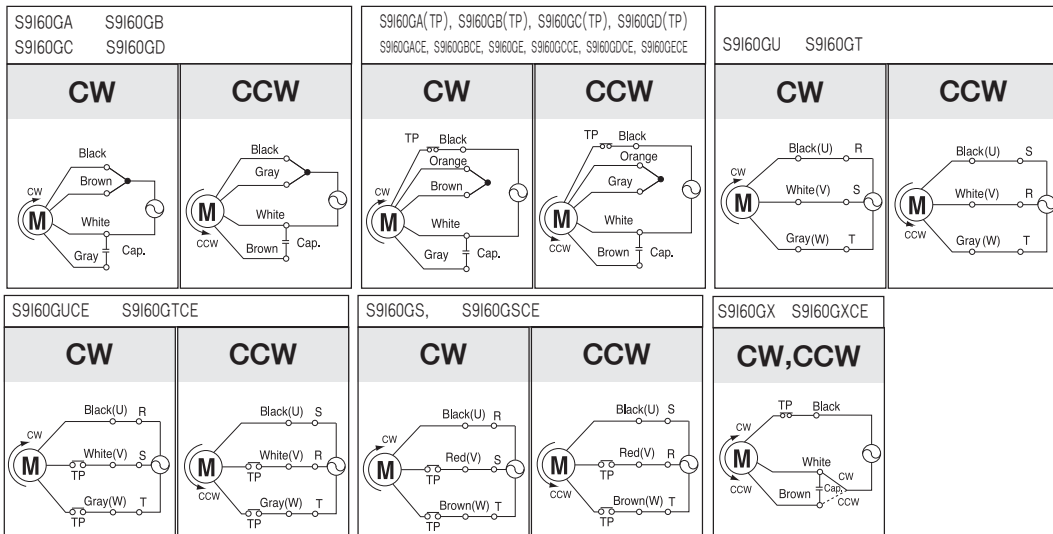 S9I60GA S9I60GB
S9I60GC S9I60GD
CW CCW
Black
Brown
CW
M
White
Gray Cap.
Black
Gray
M
White
CCW
Brown Cap.
S9I60GA(TP), S9I60GB(TP), S9I60GC(TP), S9I60GD(TP)
S9I60GACE, S9I60GBCE, S9I60GE, S9I60GCCE, S9I60GDCE, S9I60GECE
CW CCW
TP Black
Orange
CW
Brown
M
White
Gray Cap.
TP Black
Orange
Gray
M
White
CCW
Brown Cap.
S9I60GU S9I60GT
CW CCW
Black(U) R
CW
White(V) S
M
Gray(W) T
Black(U) S
White(V) R
M
CCW
Gray(W) T
S9I60GUCE S9I60GTCE
CW CCW
Black(U) R
CW
White(V) S
M
TP
Gray(W) T
TP
Black(U) S
White(V) R
M
TP
CCW
Gray(W) T
TP
S9I60GS, S9I60GSCE
CW CCW
Black(U) R
CW
Red(V) S
M
TP
Brown(W) T
TP
Black(U) S
Red(V) R
M
TP
CCW
Brown(W) T
TP
S9I60GX S9I60GXCE
CW,CCW
TP Black
CW
M
White
CW
CCW
Brown Cap.
CCW